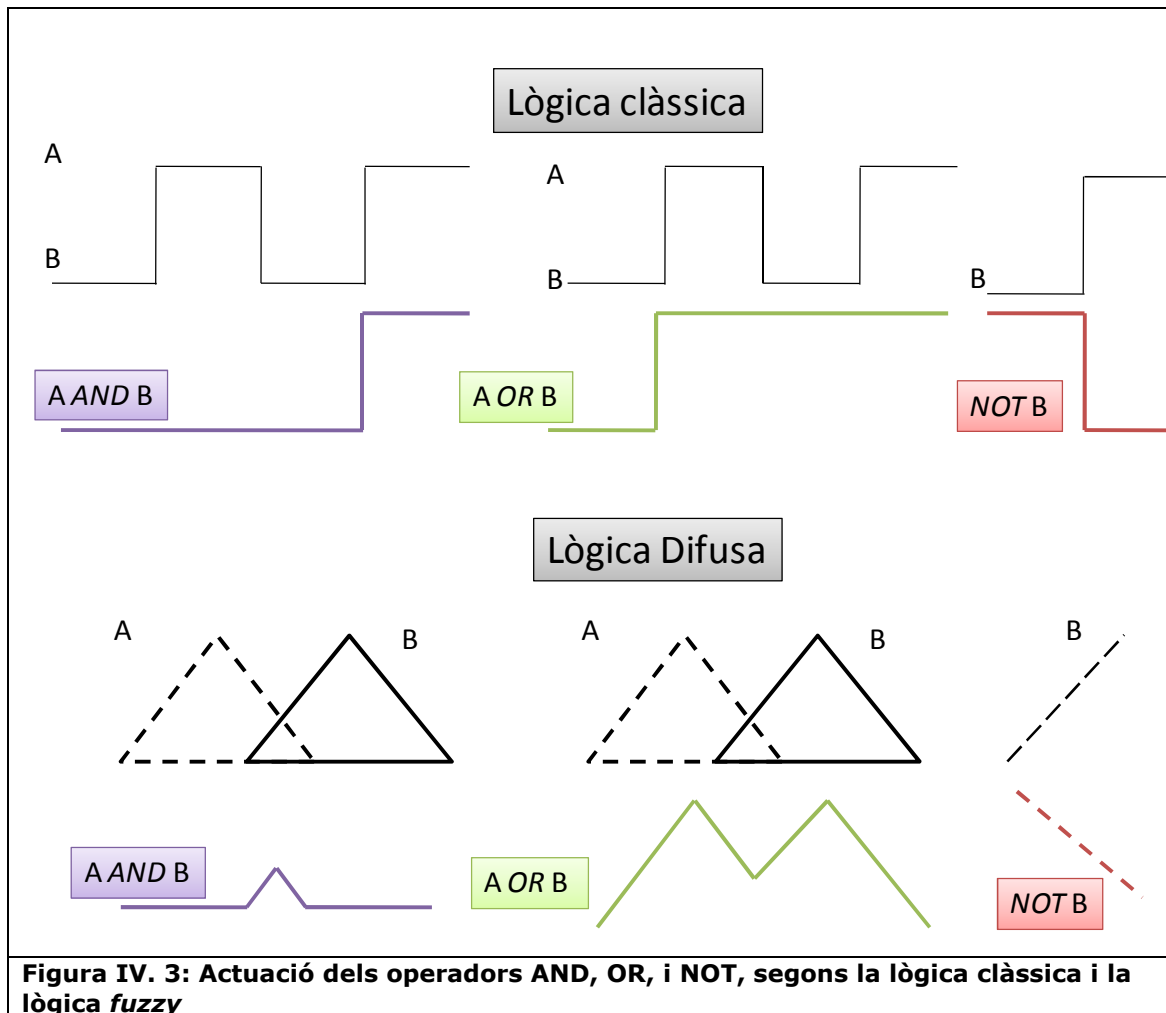 Lògica clàssica
A
A
B
B
B
A AND B
A OR B
NOT B
Lògica Difusa
A
B
A
B
B
A AND B
A OR B
NOT B
Figura IV. 3: Actuació dels operadors AND, OR, i NOT, segons la lògica clàssica i la
lògica fuzzy